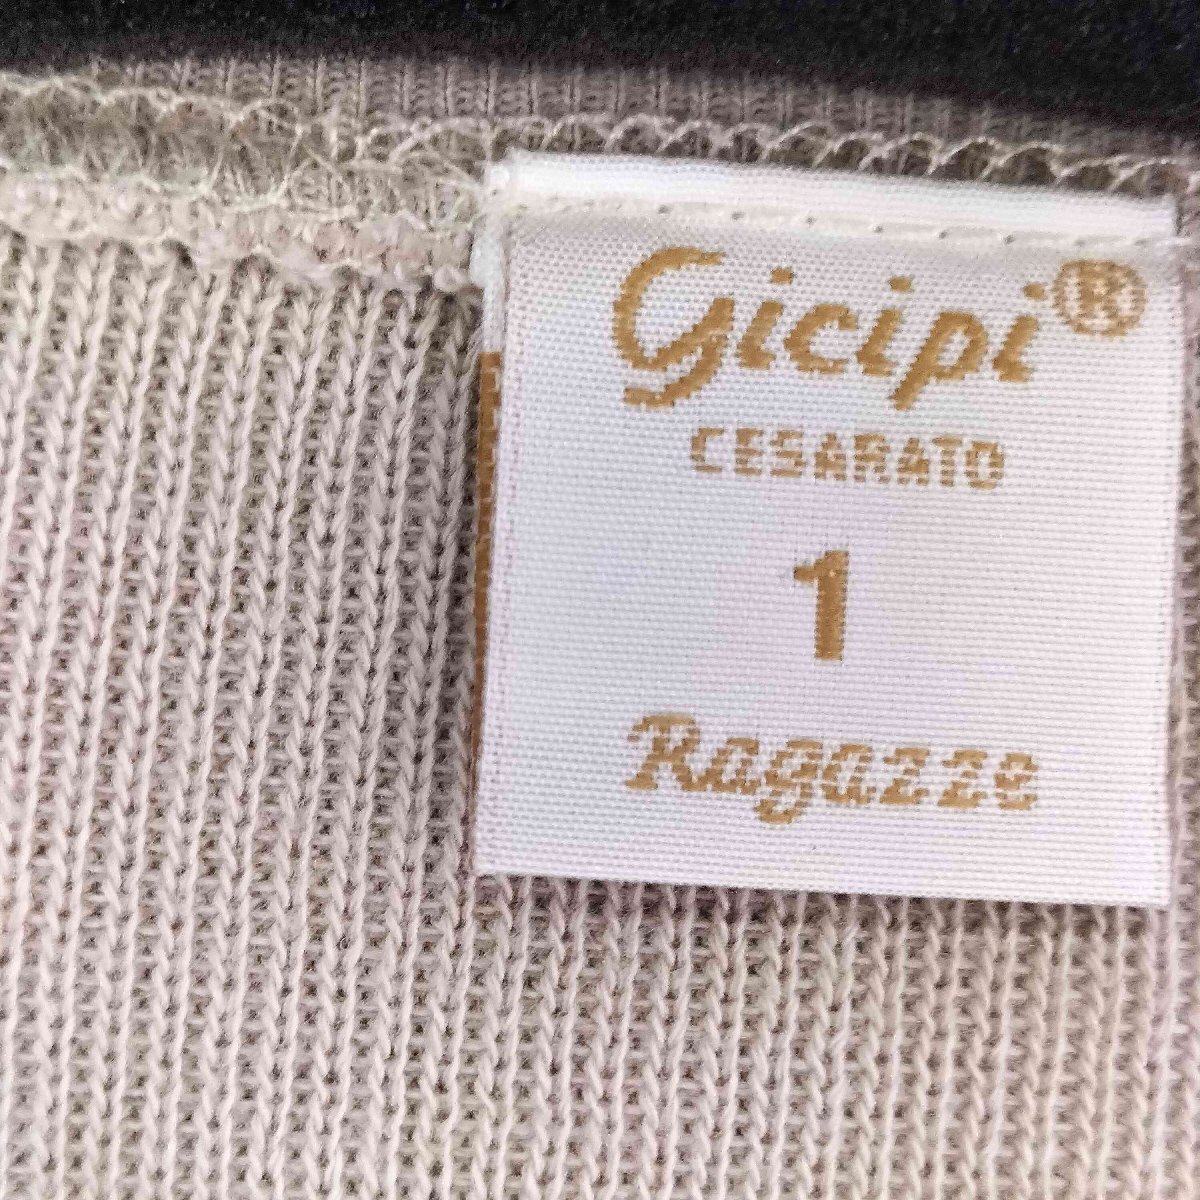 Gicipi®
CESARATO
1
Ragazze